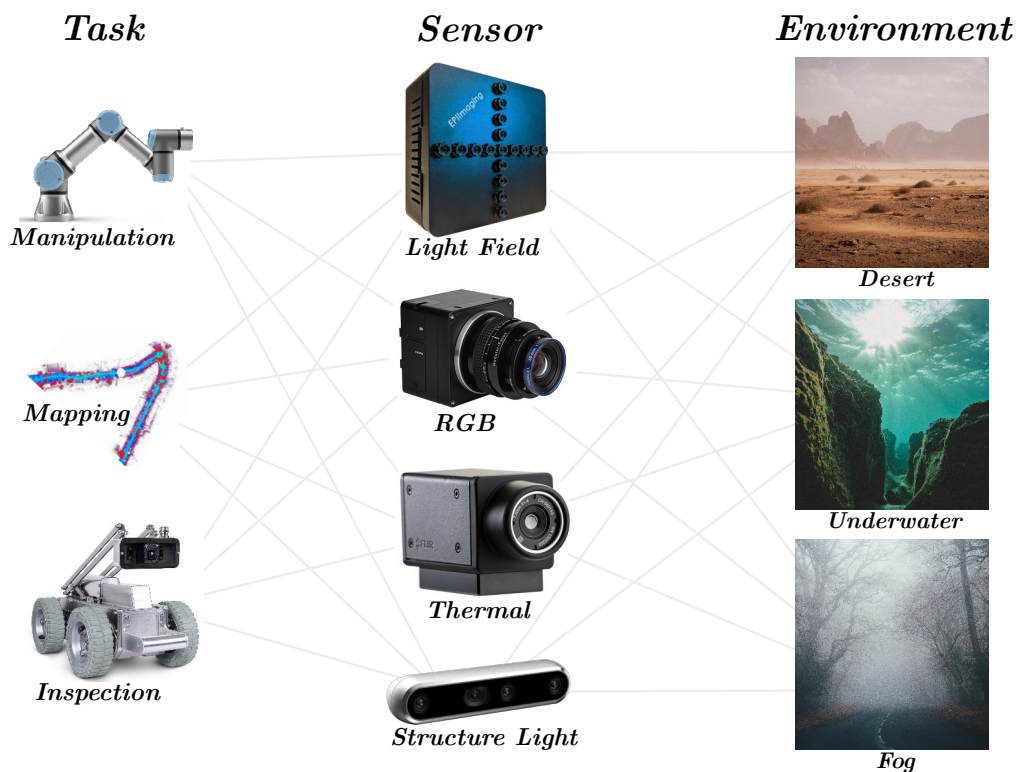 Task
Sensor
Environment
EPIImaging
Manipulation
Light Field
Desert
Mapping
RGB
Underwater
FLIR
Inspection
Thermal
Structure Light
Fog